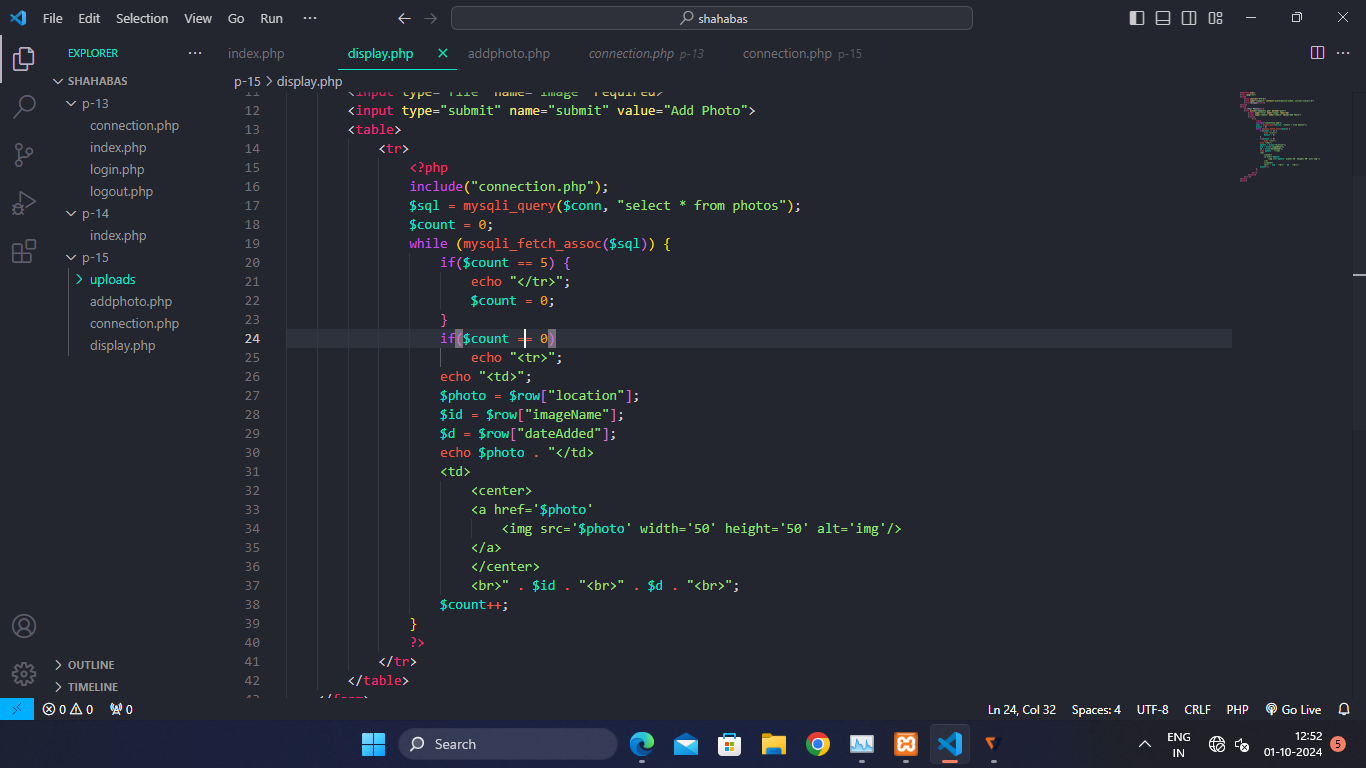 File Edit Selection View Go Run ··· shahabas
EXPLORER ··· index.php display.php addphoto.php connection.php p-13 connection.php p-15 ···
SHAHABAS
p-13
connection.php
index.php
login.php
logout.php
p-14
index.php
p-15
uploads
addphoto.php
connection.php
display.php
OUTLINE
TIMELINE
p-15 > display.php
11 <input type="file" name="image" required>
12 <input type="submit" name="submit" value="Add Photo">
13 <table>
14 <tr>
15 <?php
16 include("connection.php");
17 $sql = mysqli_query($conn, "select * from photos");
18 $count = 0;
19 while (mysqli_fetch_assoc($sql)) {
20 if($count == 5) {
21 echo "</tr>";
22 $count = 0;
23 }
24 if($count == 0)
25 echo "<tr>";
26 echo "<td>";
27 $photo = $row["location"];
28 $id = $row["imageName"];
29 $d = $row["dateAdded"];
30 echo $photo . "</td>
31 <td>
32 <center>
33 <a href='$photo'
34 <img src='$photo' width='50' height='50' alt='img'/>
35 </a>
36 </center>
37 <br>" . $id . "<br>" . $d . "<br>";
38 $count++;
39 }
40 ?>
41 </tr>
42 </table>
43 </form>
0 0 0 Ln 24, Col 32 Spaces: 4 UTF-8 CRLF PHP Go Live
Search
ENG
IN
12:52
01-10-2024
5